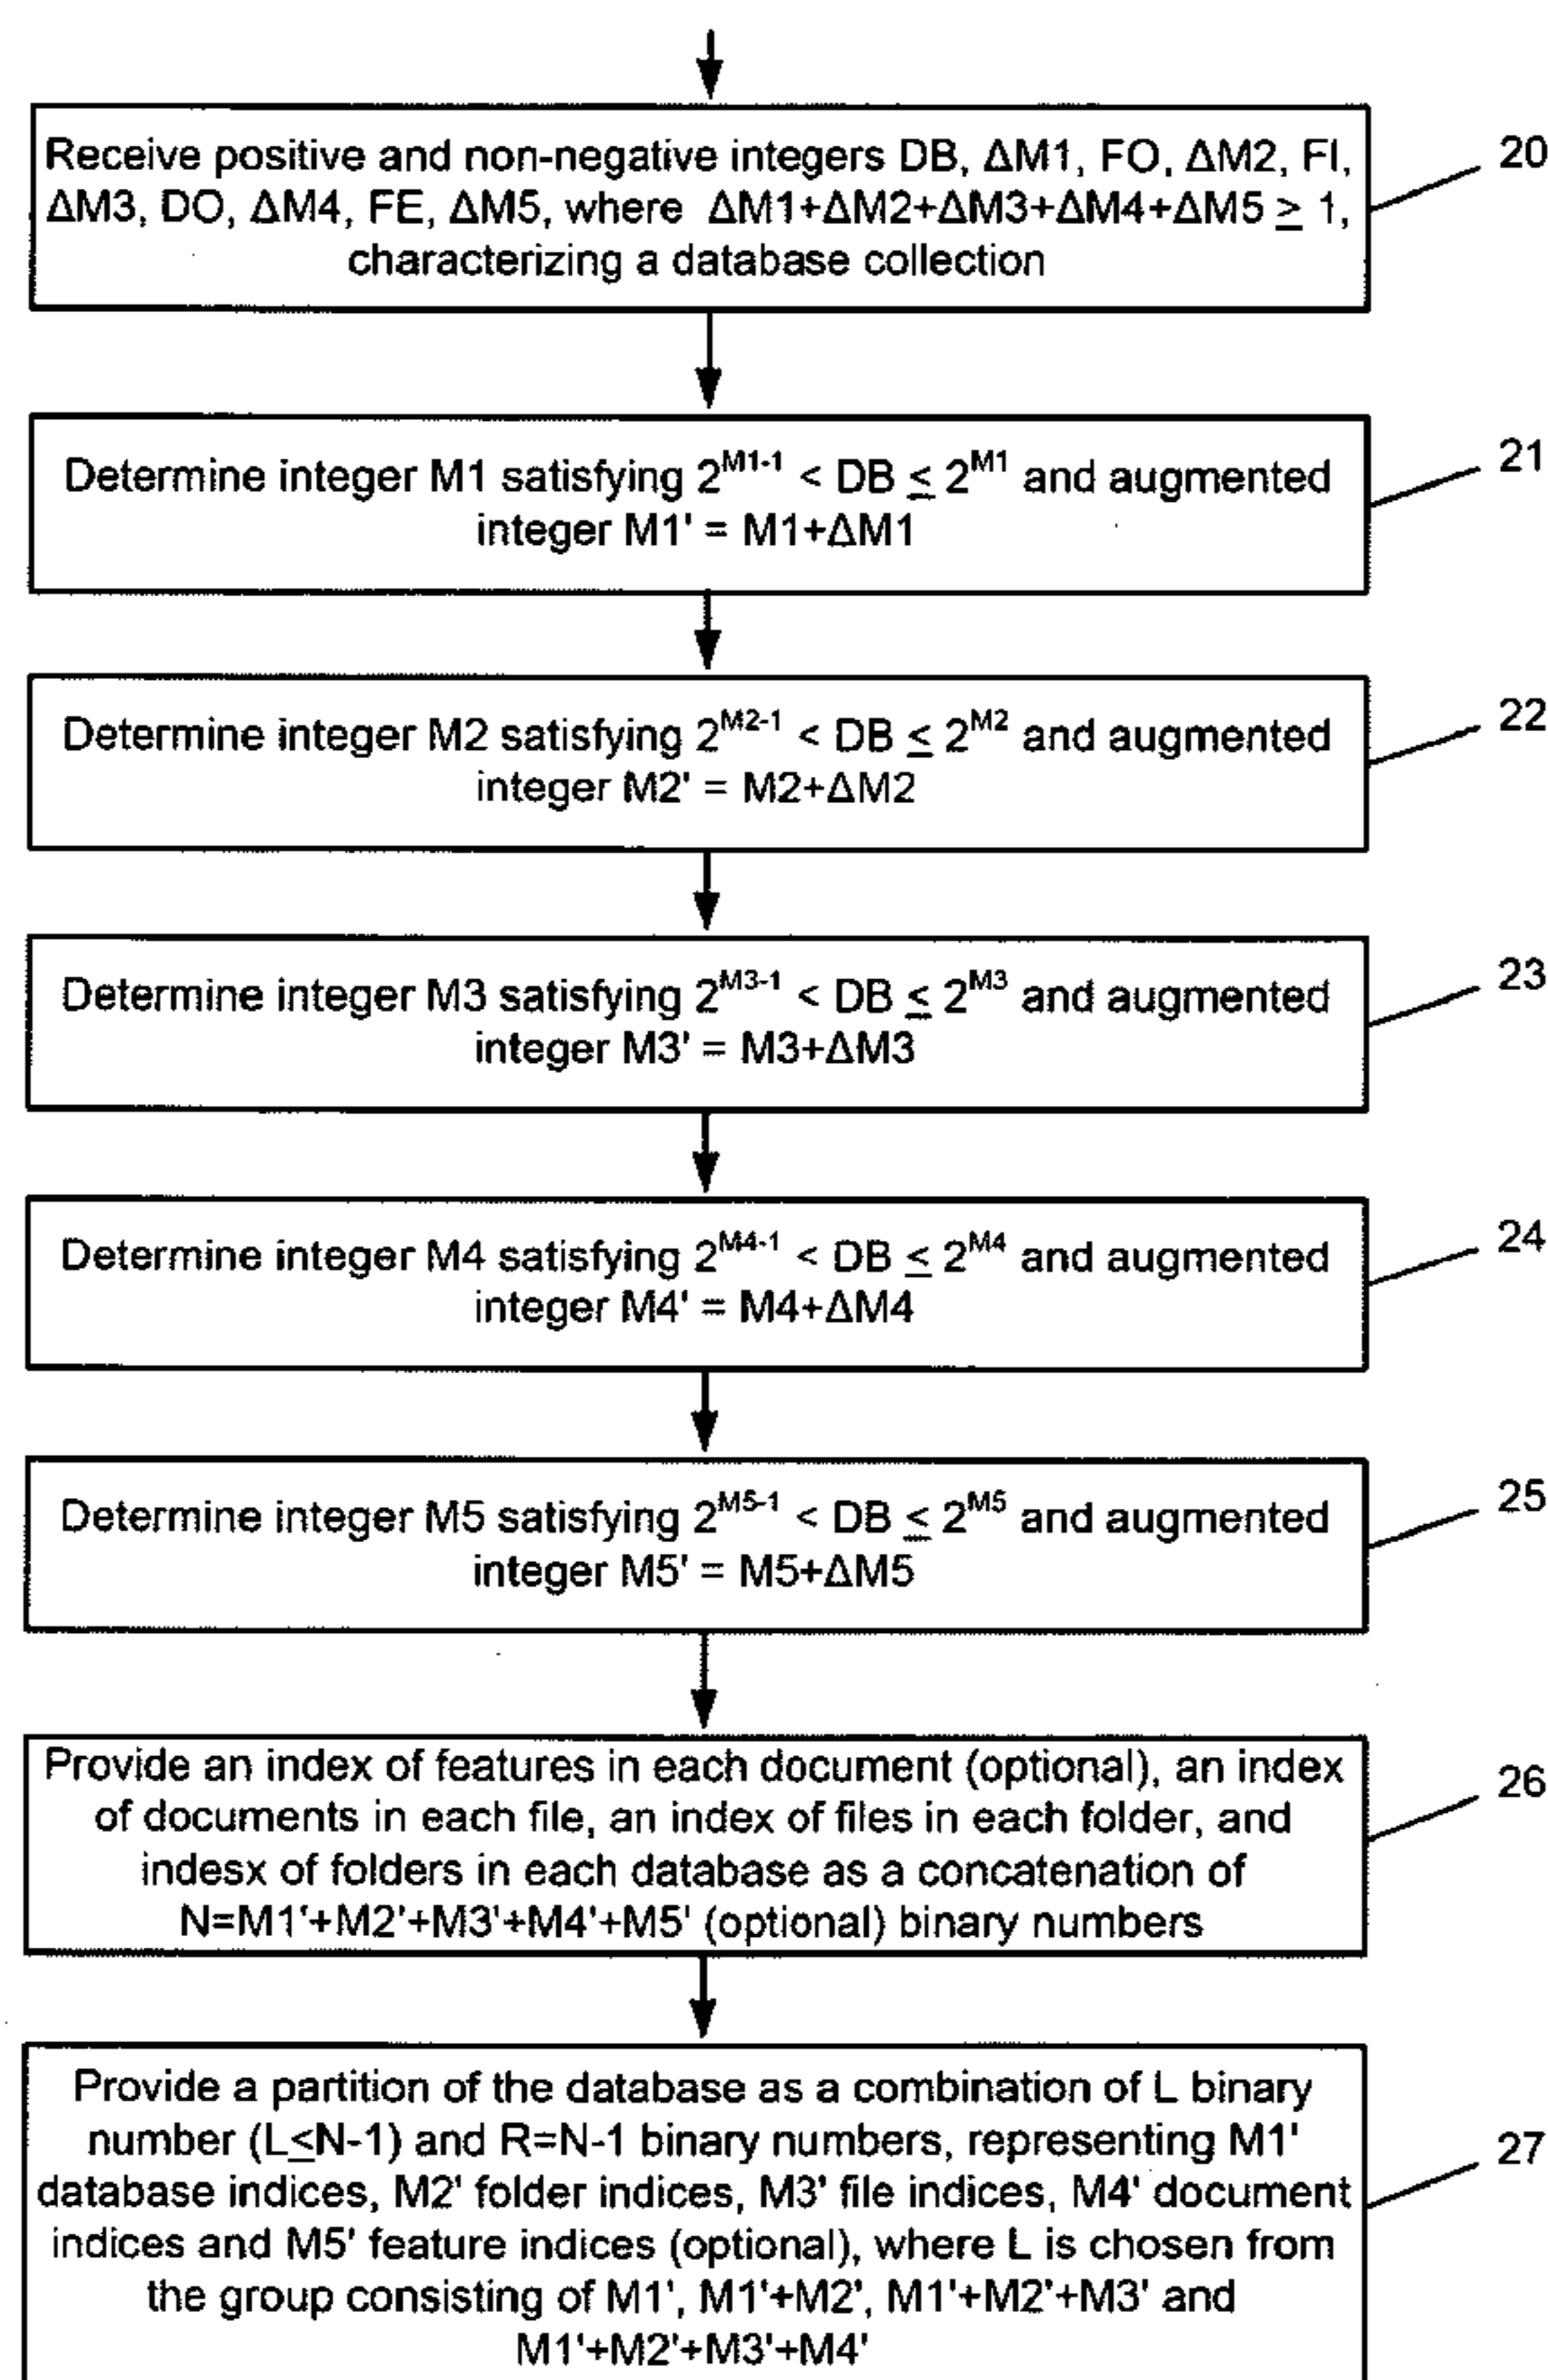 Receive positive and non-negative integers DB, ΔM1, FO, ΔM2, FI,
ΔM3, DO, ΔM4, FE, ΔM5, where ΔM1+ΔM2+ΔM3+ΔM4+ΔM5 ≥ 1,
characterizing a database collection
20
Determine integer M1 satisfying 2^M1-1 < DB ≤ 2^M1 and augmented
integer M1' = M1+ΔM1
21
Determine integer M2 satisfying 2^M2-1 < DB ≤ 2^M2 and augmented
integer M2' = M2+ΔM2
22
Determine integer M3 satisfying 2^M3-1 < DB ≤ 2^M3 and augmented
integer M3' = M3+ΔM3
23
Determine integer M4 satisfying 2^M4-1 < DB ≤ 2^M4 and augmented
integer M4' = M4+ΔM4
24
Determine integer M5 satisfying 2^M5-1 < DB ≤ 2^M5 and augmented
integer M5' = M5+ΔM5
25
Provide an index of features in each document (optional), an index
of documents in each file, an index of files in each folder, and
indesx of folders in each database as a concatenation of
N=M1'+M2'+M3'+M4'+M5' (optional) binary numbers
26
Provide a partition of the database as a combination of L binary
number (L≤N-1) and R=N-1 binary numbers, representing M1'
database indices, M2' folder indices, M3' file indices, M4' document
indices and M5' feature indices (optional), where L is chosen from
the group consisting of M1', M1'+M2', M1'+M2'+M3' and
M1'+M2'+M3'+M4'
27